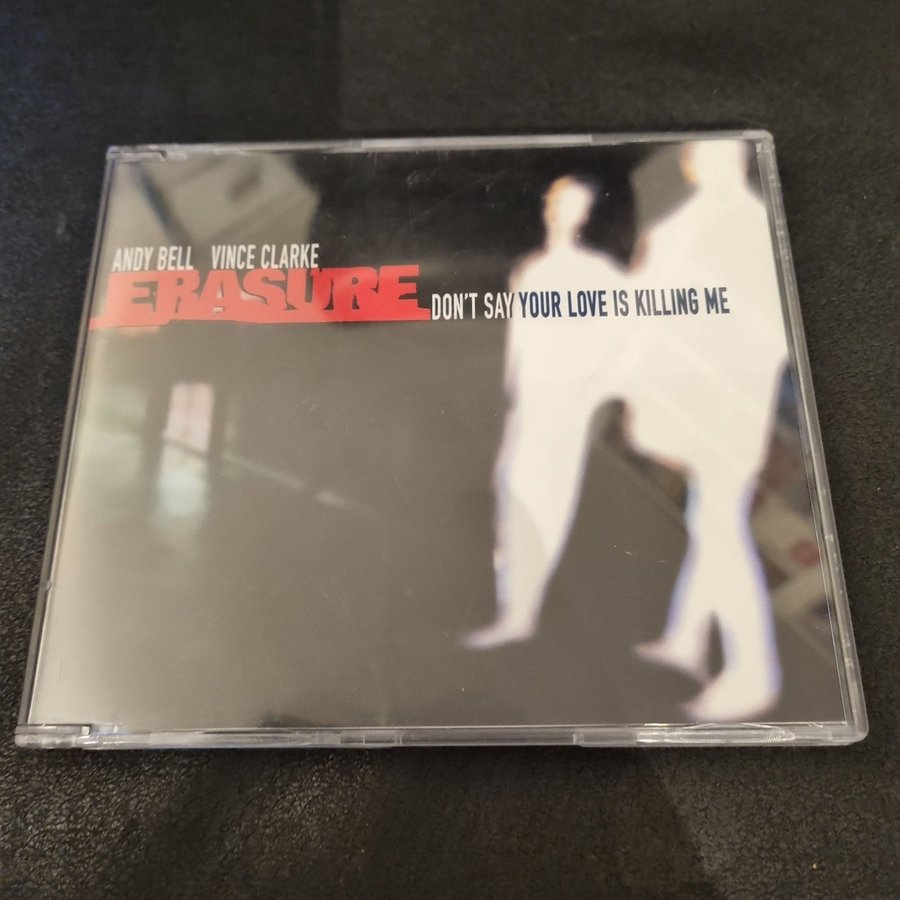 ANDY BELL VINCE CLARKE
ERASURE
DON'T SAY YOUR LOVE IS KILLING ME